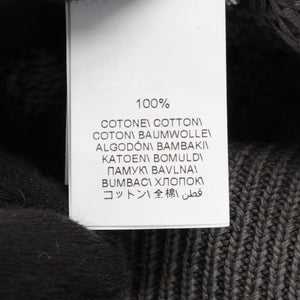 100%
COTONE\ COTTON\
COTON\ BAUMWOLLE\
ALGODÓN\ BAMBAKI\
KATOEN\ BOMULD\
ПАМУК\ BAVLNA\
BUMBAC\ ХЛОПОК\
コットン\ 全棉\ قطن